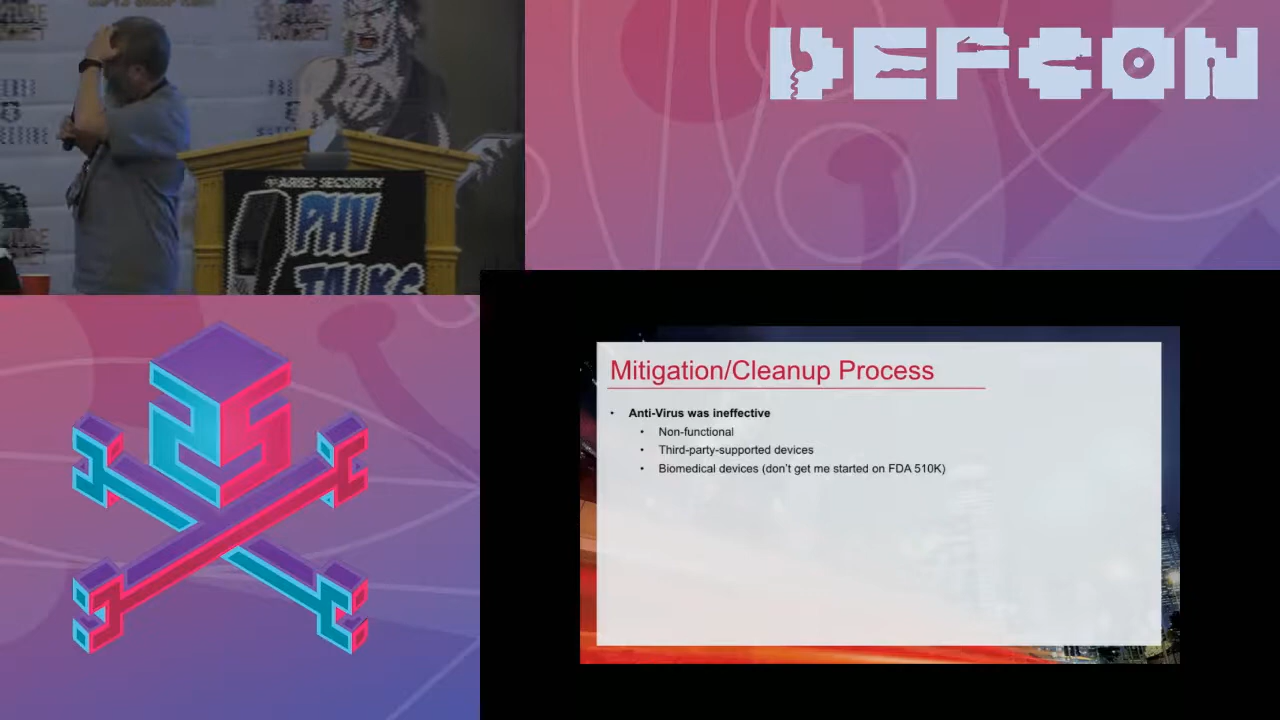 DEFCON
ARIES SECURITY
PHV
TALKS
Mitigation/Cleanup Process
• Anti-Virus was ineffective
• Non-functional
• Third-party-supported devices
• Biomedical devices (don't get me started on FDA 510K)